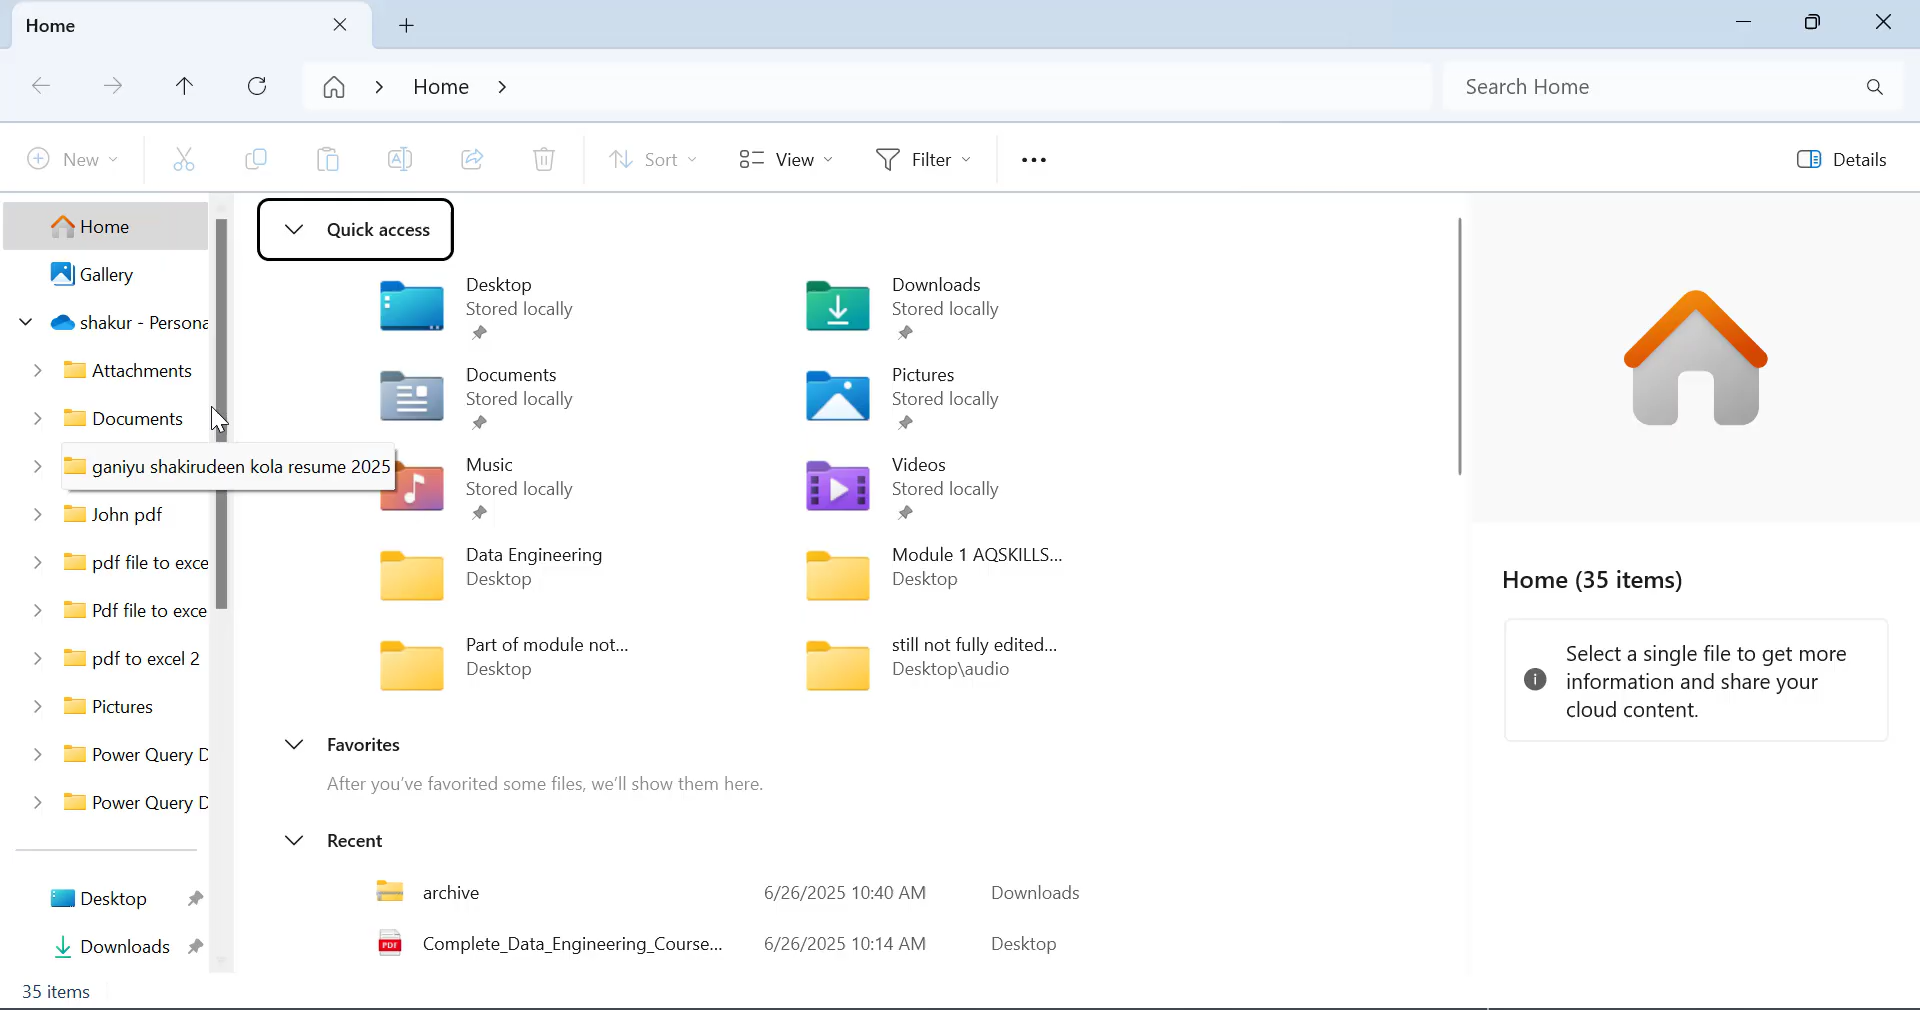 Home
Home
Search Home
New
Sort
View
Filter
Details
Home
Gallery
shakur - Persona
Attachments
Documents
ganiyu shakirudeen kola resume 2025
John pdf
pdf file to exce
Pdf file to exce
pdf to excel 2
Pictures
Power Query D
Power Query D
Desktop
Downloads
Quick access
Desktop
Stored locally
Downloads
Stored locally
Documents
Stored locally
Pictures
Stored locally
Music
Stored locally
Videos
Stored locally
Data Engineering
Desktop
Module 1 AQSKILLS...
Desktop
Part of module not...
Desktop
still not fully edited...
Desktop\audio
Favorites
After you've favorited some files, we'll show them here.
Recent
archive 6/26/2025 10:40 AM Downloads
PDF Complete_Data_Engineering_Course... 6/26/2025 10:14 AM Desktop
Home (35 items)
Select a single file to get more
information and share your
cloud content.
35 items